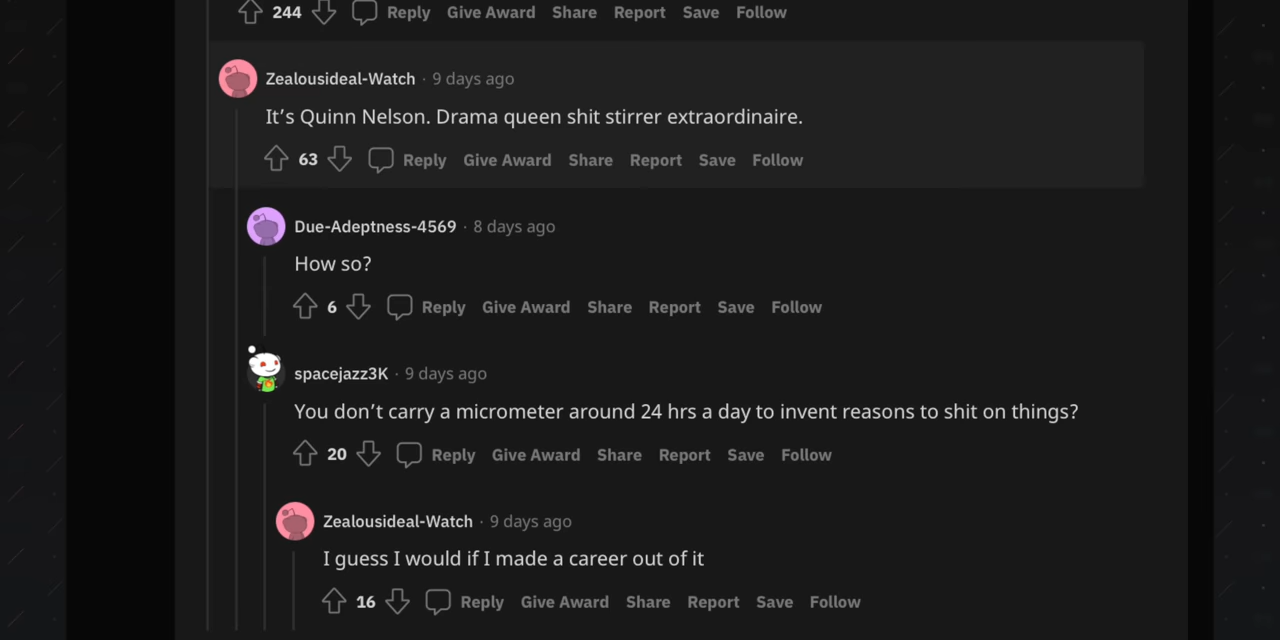 244 Reply Give Award Share Report Save Follow
Zealousideal-Watch · 9 days ago
It’s Quinn Nelson. Drama queen shit stirrer extraordinaire.
63 Reply Give Award Share Report Save Follow
Due-Adeptness-4569 · 8 days ago
How so?
6 Reply Give Award Share Report Save Follow
spacejazz3K · 9 days ago
You don’t carry a micrometer around 24 hrs a day to invent reasons to shit on things?
20 Reply Give Award Share Report Save Follow
Zealousideal-Watch · 9 days ago
I guess I would if I made a career out of it
16 Reply Give Award Share Report Save Follow